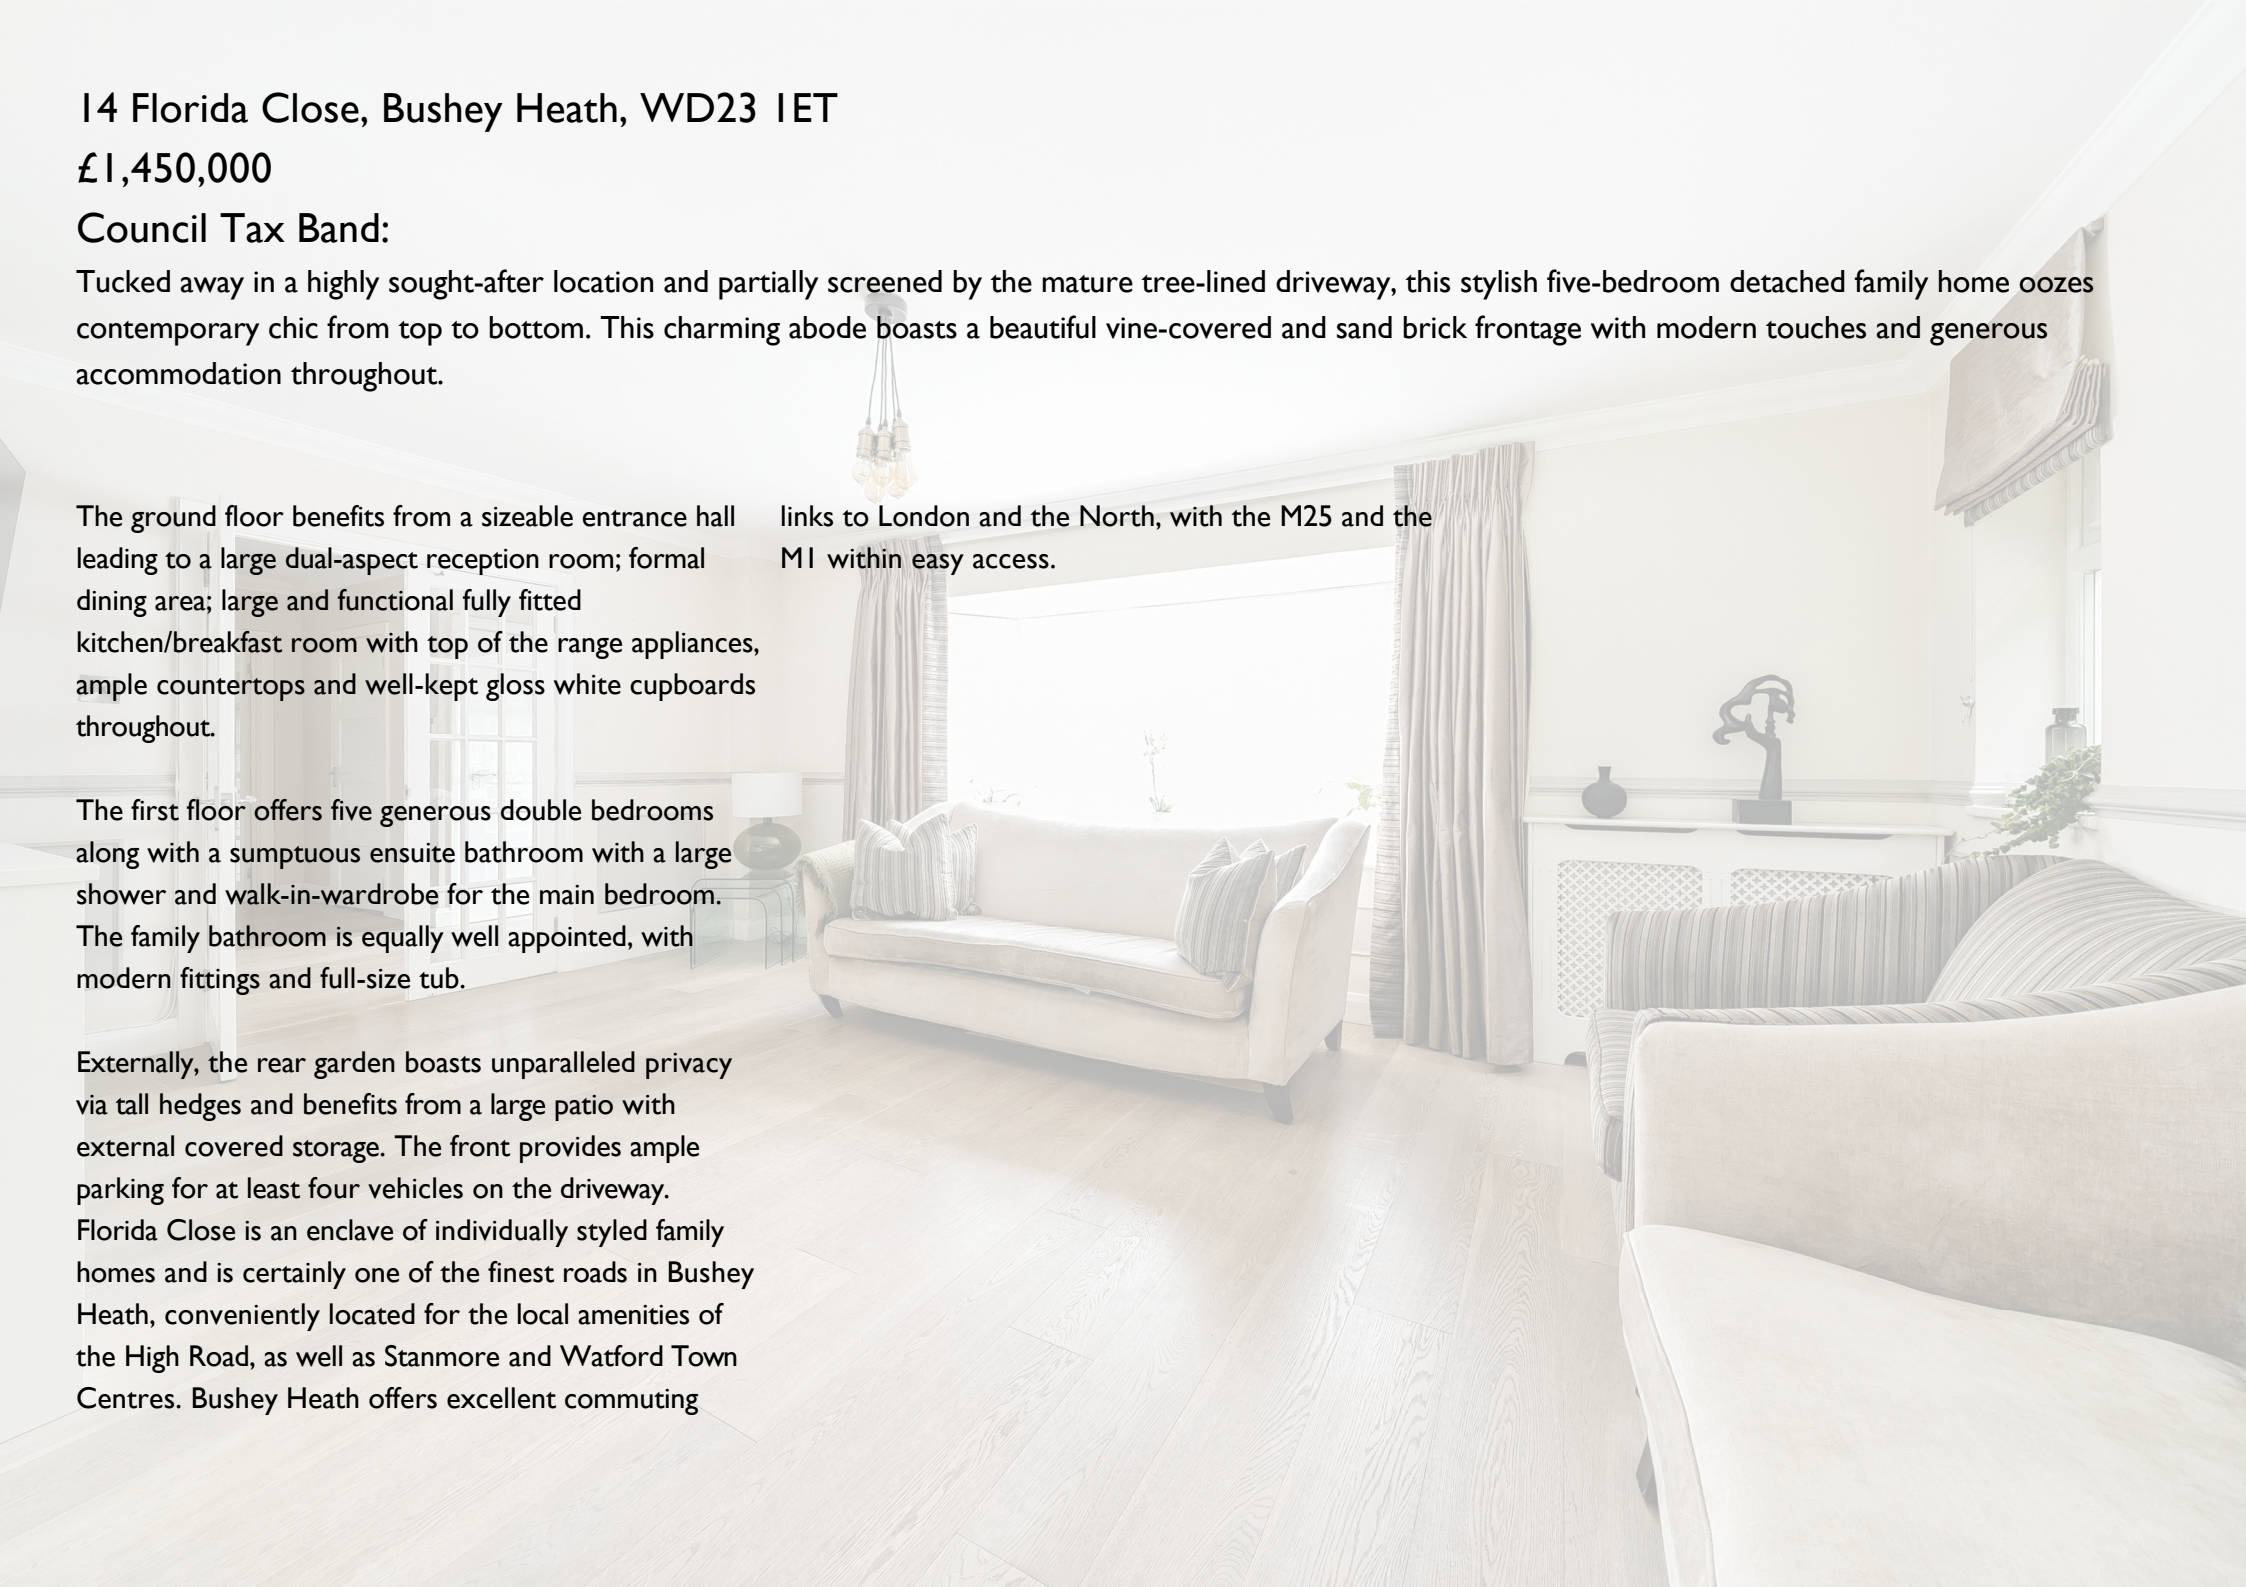 14 Florida Close, Bushey Heath, WD23 1ET
£1,450,000
Council Tax Band:
Tucked away in a highly sought-after location and partially screened by the mature tree-lined driveway, this stylish five-bedroom detached family home oozes
contemporary chic from top to bottom. This charming abode boasts a beautiful vine-covered and sand brick frontage with modern touches and generous
accommodation throughout.
The ground floor benefits from a sizeable entrance hall
leading to a large dual-aspect reception room; formal
dining area; large and functional fully fitted
kitchen/breakfast room with top of the range appliances,
ample countertops and well-kept gloss white cupboards
throughout.
The first floor offers five generous double bedrooms
along with a sumptuous ensuite bathroom with a large
shower and walk-in-wardrobe for the main bedroom.
The family bathroom is equally well appointed, with
modern fittings and full-size tub.
Externally, the rear garden boasts unparalleled privacy
via tall hedges and benefits from a large patio with
external covered storage. The front provides ample
parking for at least four vehicles on the driveway.
Florida Close is an enclave of individually styled family
homes and is certainly one of the finest roads in Bushey
Heath, conveniently located for the local amenities of
the High Road, as well as Stanmore and Watford Town
Centres. Bushey Heath offers excellent commuting
links to London and the North, with the M25 and the
M1 within easy access.